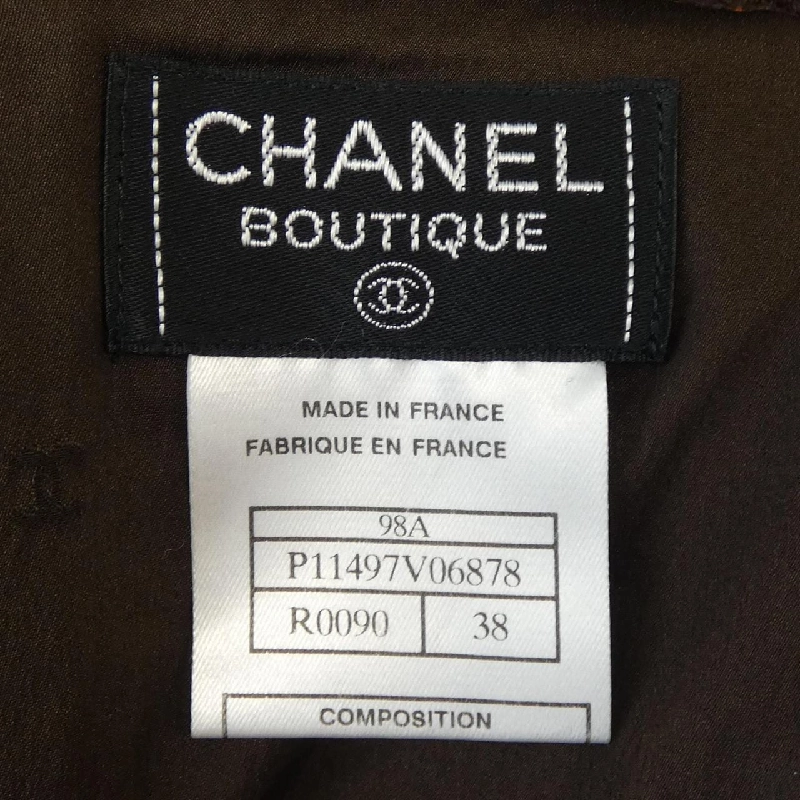 CHANEL
BOUTIQUE
MADE IN FRANCE
FABRIQUE EN FRANCE
98A
P11497V06878
R0090 38
COMPOSITION